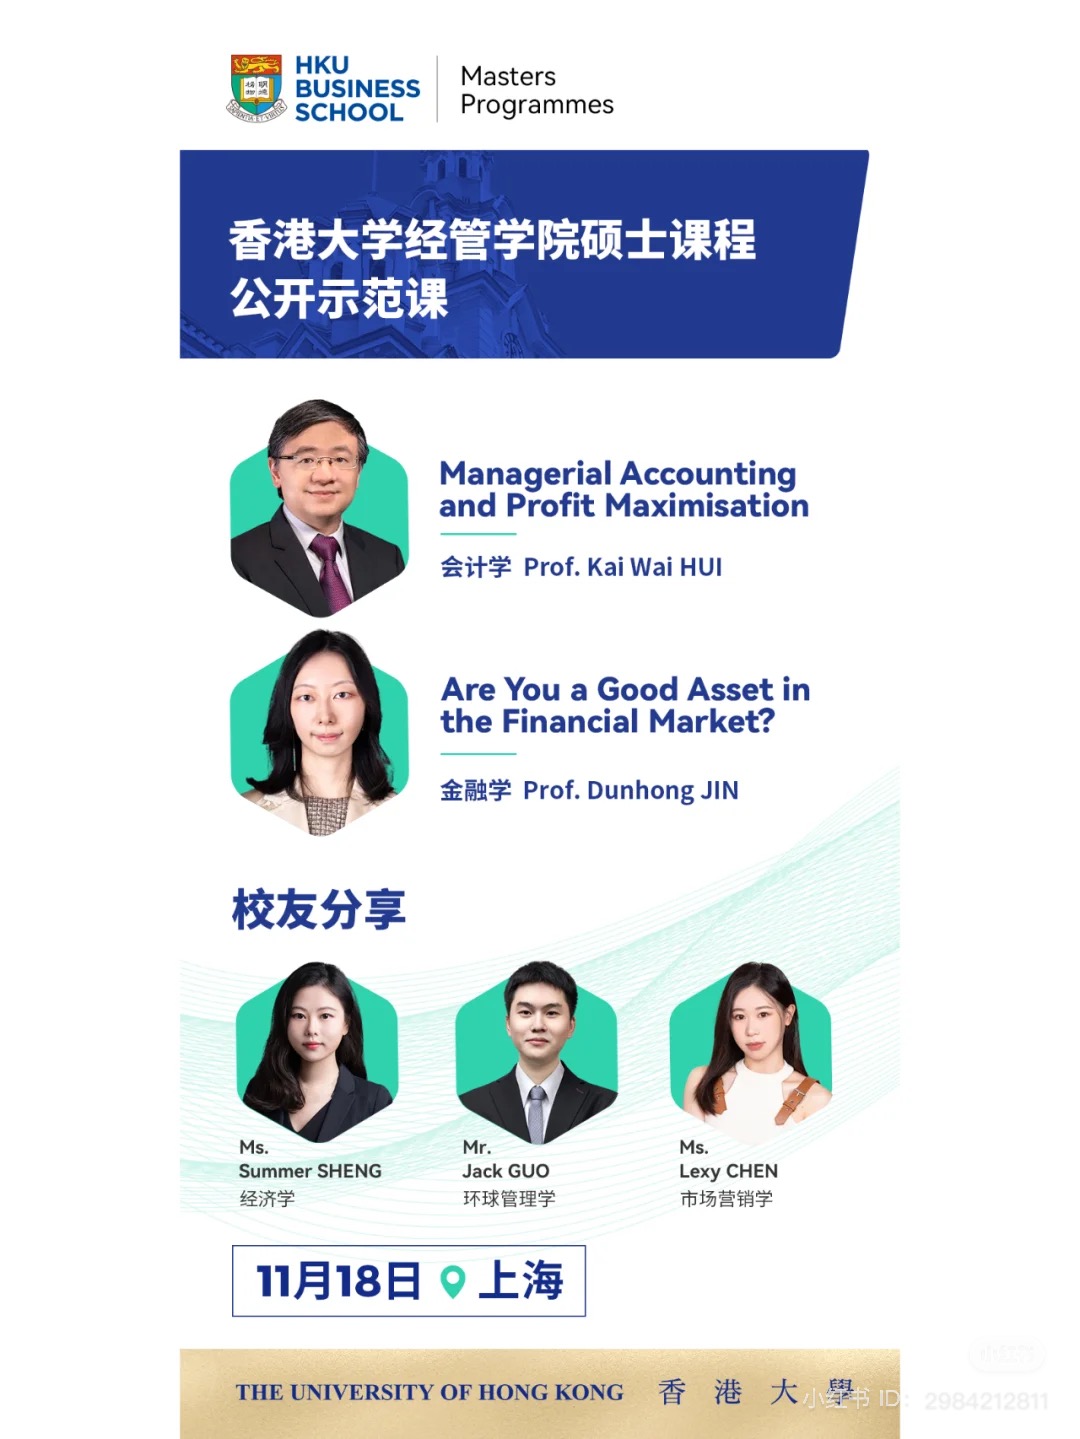 HKU
BUSINESS
SCHOOL
Masters
Programmes
香港大学经管学院硕士课程
公开示范课
Managerial Accounting
and Profit Maximisation
会计学 Prof. Kai Wai HUI
Are You a Good Asset in
the Financial Market?
金融学 Prof. Dunhong JIN
校友分享
Ms.
Summer SHENG
经济学
Mr.
Jack GUO
环球管理学
Ms.
Lexy CHEN
市场营销学
11月18日 上海
THE UNIVERSITY OF HONG KONG 香港大學
小红书
小红书 ID: 2984212811